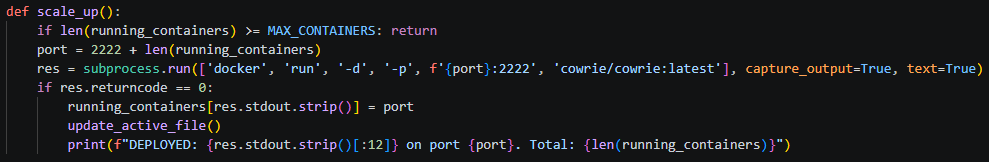 def scale_up():
    if len(running_containers) >= MAX_CONTAINERS: return
    port = 2222 + len(running_containers)
    res = subprocess.run(['docker', 'run', '-d', '-p', f'{port}:2222', 'cowrie/cowrie:latest'], capture_output=True, text=True)
    if res.returncode == 0:
        running_containers[res.stdout.strip()] = port
        update_active_file()
        print(f"DEPLOYED: {res.stdout.strip()[:12]} on port {port}. Total: {len(running_containers)}")